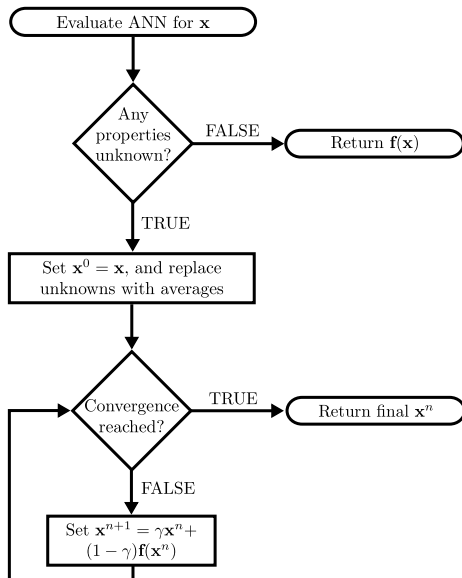 Evaluate ANN for x
Any
properties
unknown?
FALSE
Return f(x)
TRUE
Set x⁰ = x, and replace
unknowns with averages
Convergence
reached?
TRUE
Return final xⁿ
FALSE
Set xⁿ⁺¹ = γxⁿ+
(1 − γ)f(xⁿ)